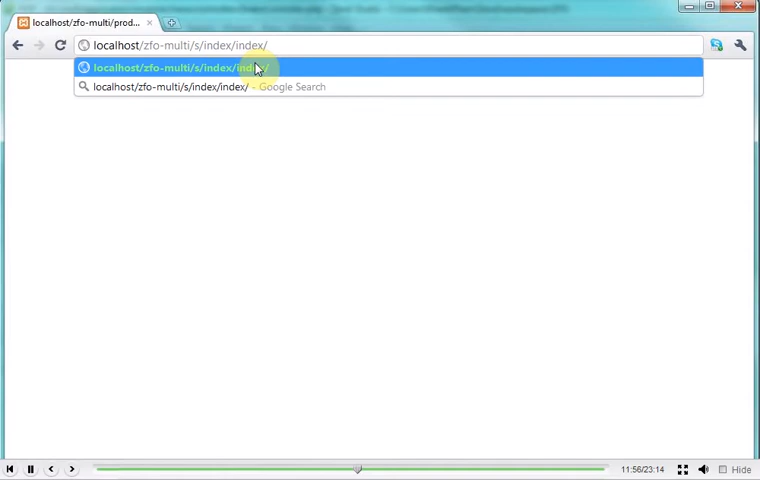 localhost/zfo-multi/prod...
localhost/zfo-multi/s/index/index/
localhost/zfo-multi/s/index/index/
localhost/zfo-multi/s/index/index/ - Google Search
11:56/23:14
Hide